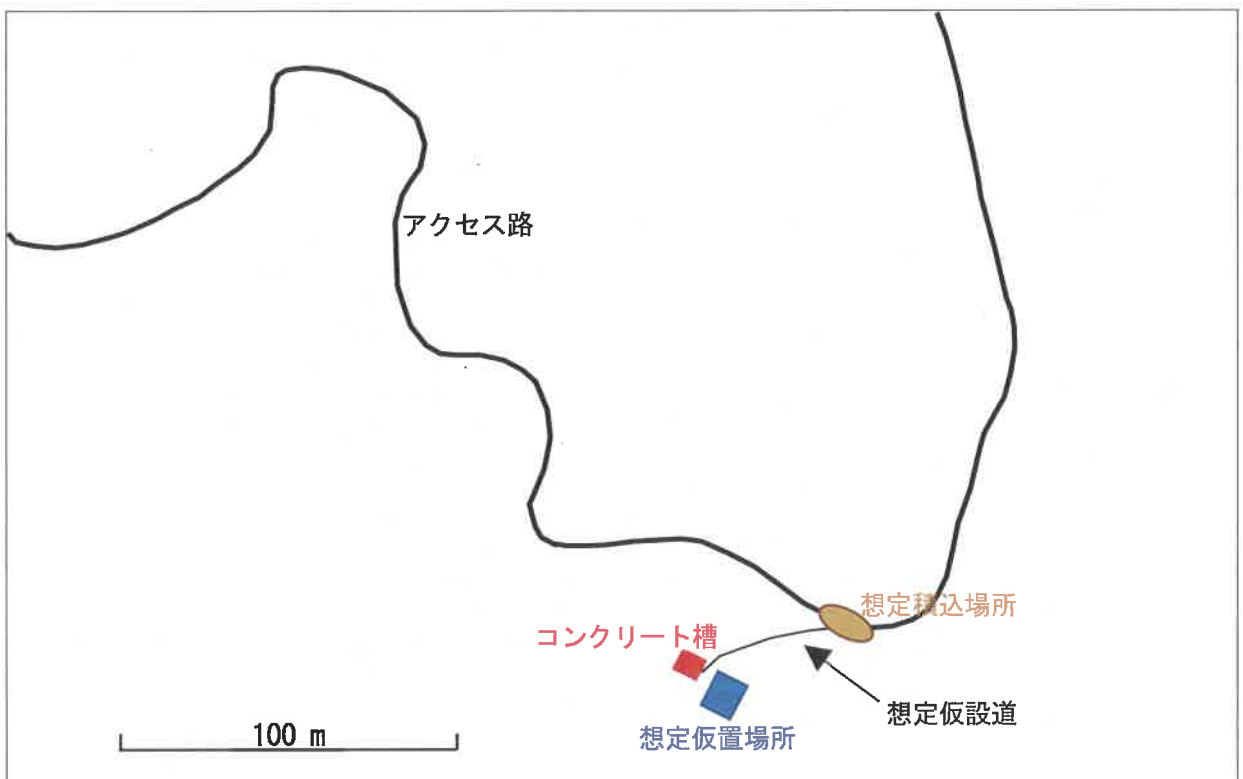 アクセス路
想定積込場所
コンクリート槽
想定仮設道
想定仮置場所
100 m